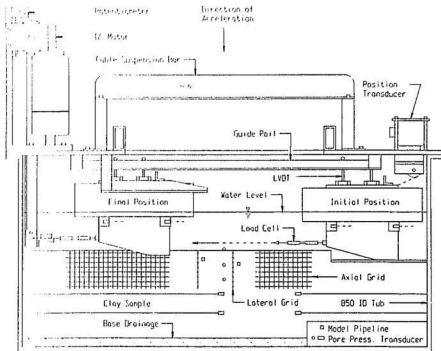 Potentiometer
Direction of
Acceleration
DC Motor
Cable Suspension Bar
Position
Transducer
Guide Rail
LVDT
Water Level
Final Position
Initial Position
Load Cell
Axial Grid
Clay Sample
Lateral Grid
850 ID Tub
Base Drainage
Model Pipeline
Pore Press. Transducer